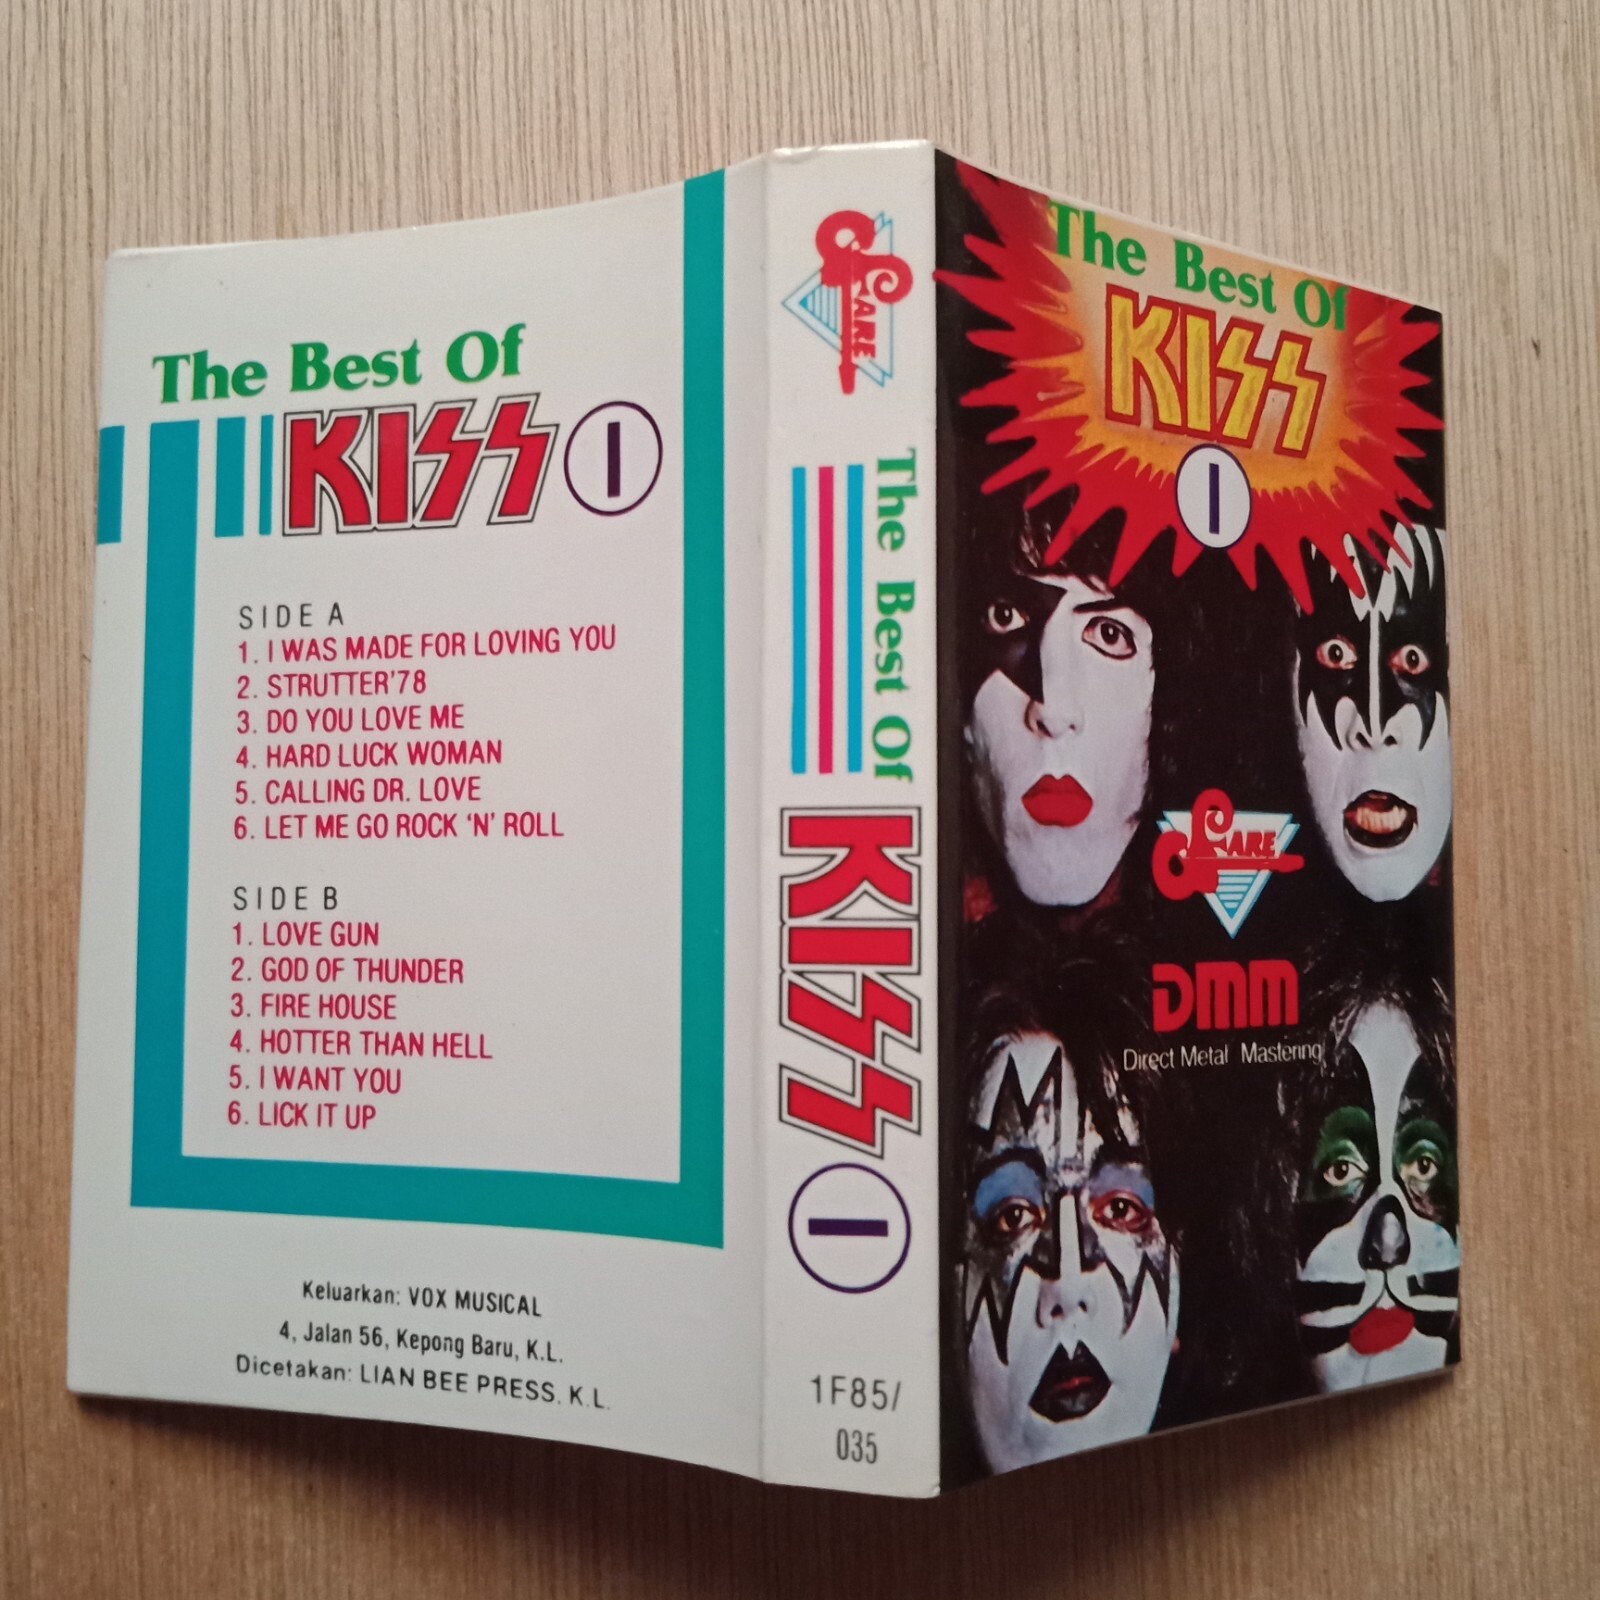 The Best Of
KISS I
SIDE A
1. I WAS MADE FOR LOVING YOU
2. STRUTTER'78
3. DO YOU LOVE ME
4. HARD LUCK WOMAN
5. CALLING DR. LOVE
6. LET ME GO ROCK 'N' ROLL
SIDE B
1. LOVE GUN
2. GOD OF THUNDER
3. FIRE HOUSE
4. HOTTER THAN HELL
5. I WANT YOU
6. LICK IT UP
Keluarkan: VOX MUSICAL
4, Jalan 56, Kepong Baru, K.L.
Dicetakan: LIAN BEE PRESS. K.L.
The Best Of KISS I
1F85/
035
The Best Of
KISS
I
DMM
Direct Metal Mastering